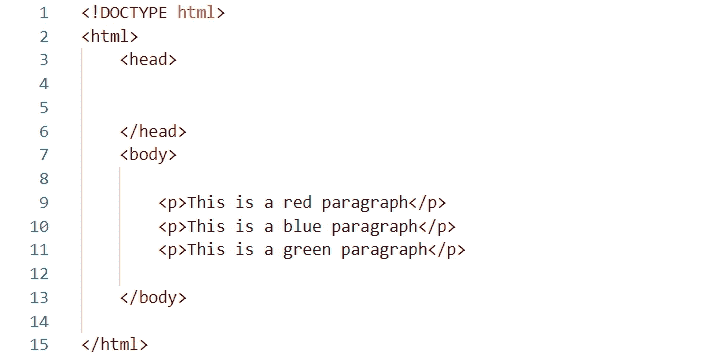 1 <!DOCTYPE html>
2 <html>
3 <head>
4
5
6 </head>
7 <body>
8
9 <p>This is a red paragraph</p>
10 <p>This is a blue paragraph</p>
11 <p>This is a green paragraph</p>
12
13 </body>
14
15 </html>